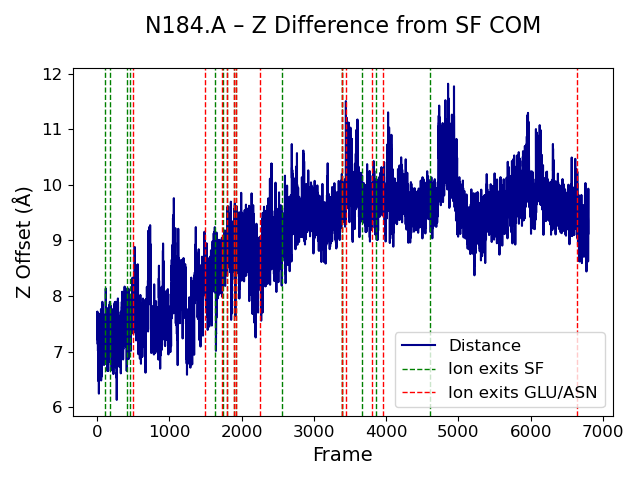 N184.A – Z Difference from SF COM
12
11
10
9
8
7
6
Z Offset (Å)
Distance
Ion exits SF
Ion exits GLU/ASN
0 1000 2000 3000 4000 5000 6000 7000
Frame